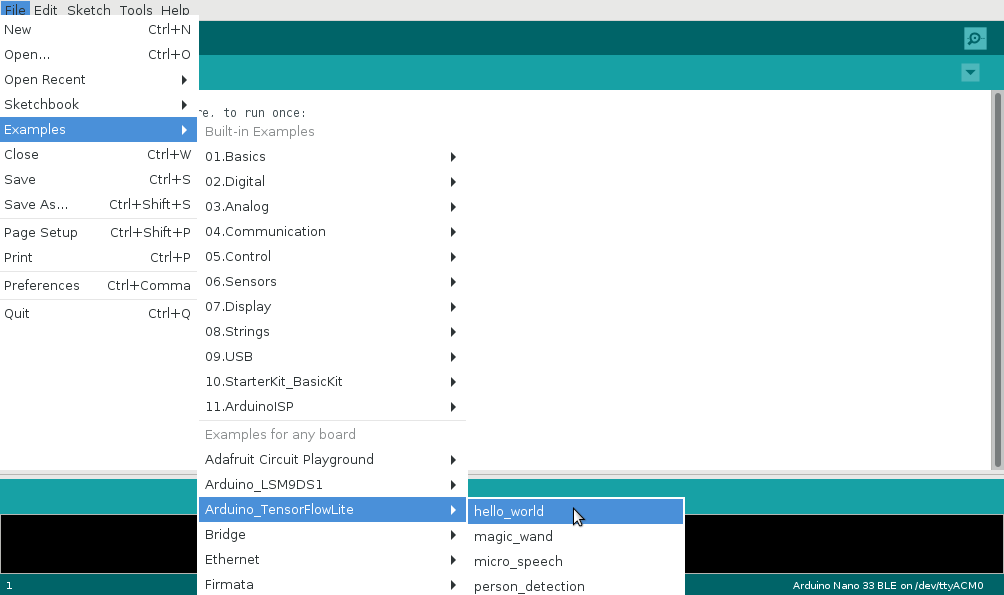 File Edit Sketch Tools Help
New Ctrl+N
Open... Ctrl+O
Open Recent
Sketchbook
Examples
Close Ctrl+W
Save Ctrl+S
Save As... Ctrl+Shift+S
Page Setup Ctrl+Shift+P
Print Ctrl+P
Preferences Ctrl+Comma
Quit Ctrl+Q
re, to run once:
Built-in Examples
01.Basics
02.Digital
03.Analog
04.Communication
05.Control
06.Sensors
07.Display
08.Strings
09.USB
10.StarterKit_BasicKit
11.ArduinoISP
Examples for any board
Adafruit Circuit Playground
Arduino_LSM9DS1
Arduino_TensorFlowLite
Bridge
Ethernet
Firmata
hello_world
magic_wand
micro_speech
person_detection
1
Arduino Nano 33 BLE on /dev/ttyACM0